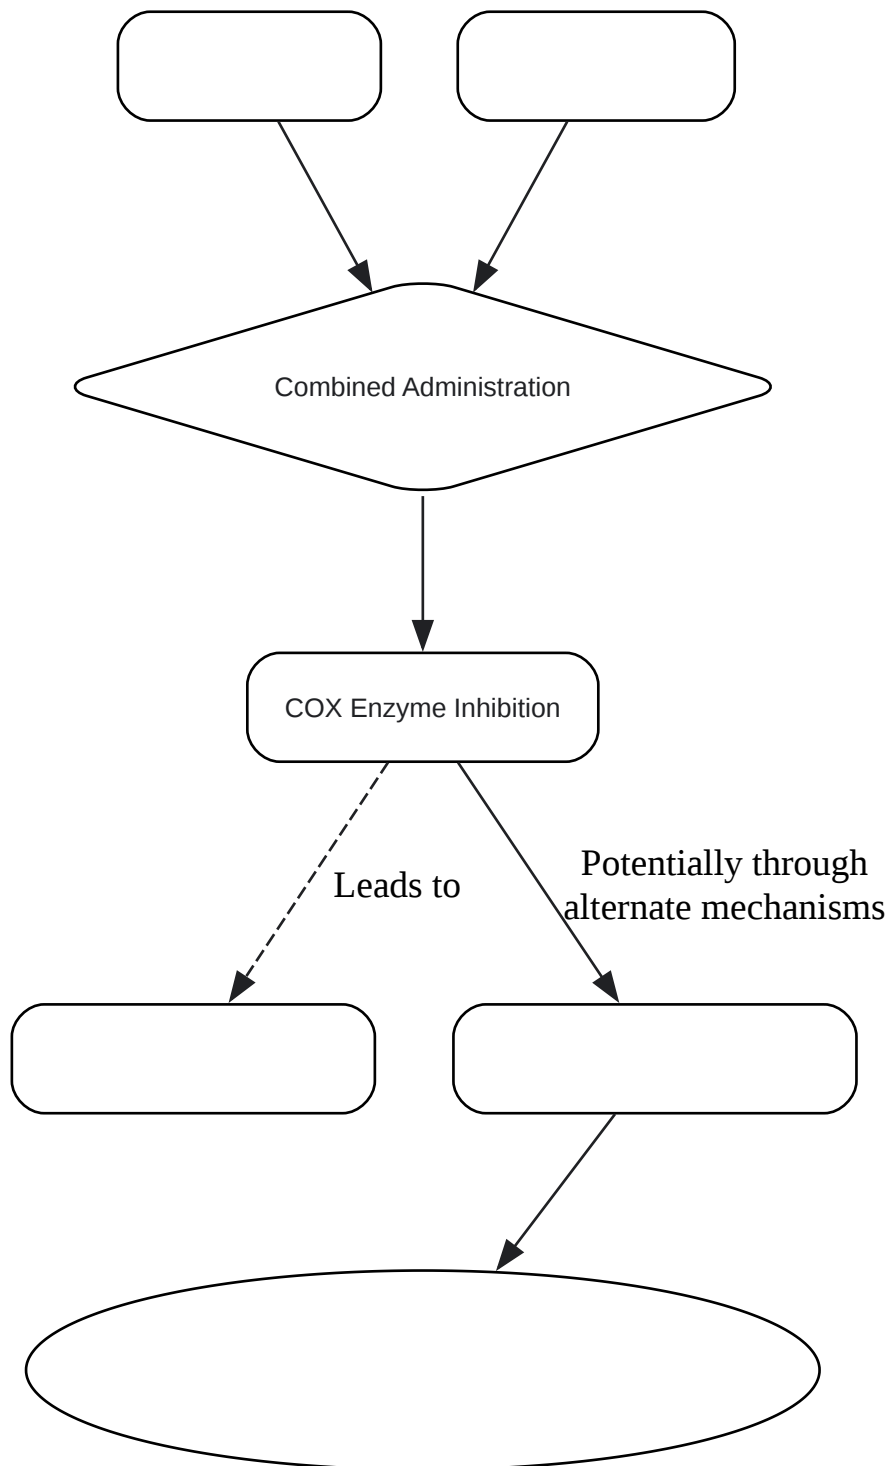 Combined Administration
COX Enzyme Inhibition
Leads to
Potentially through
alternate mechanisms